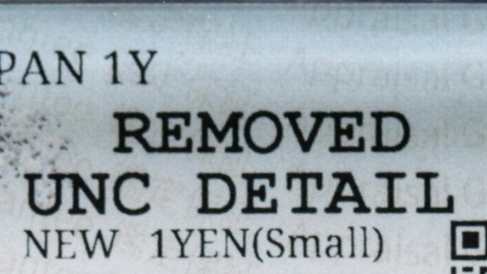 PAN 1Y
REMOVED
UNC DETAIL
NEW 1YEN(Small)